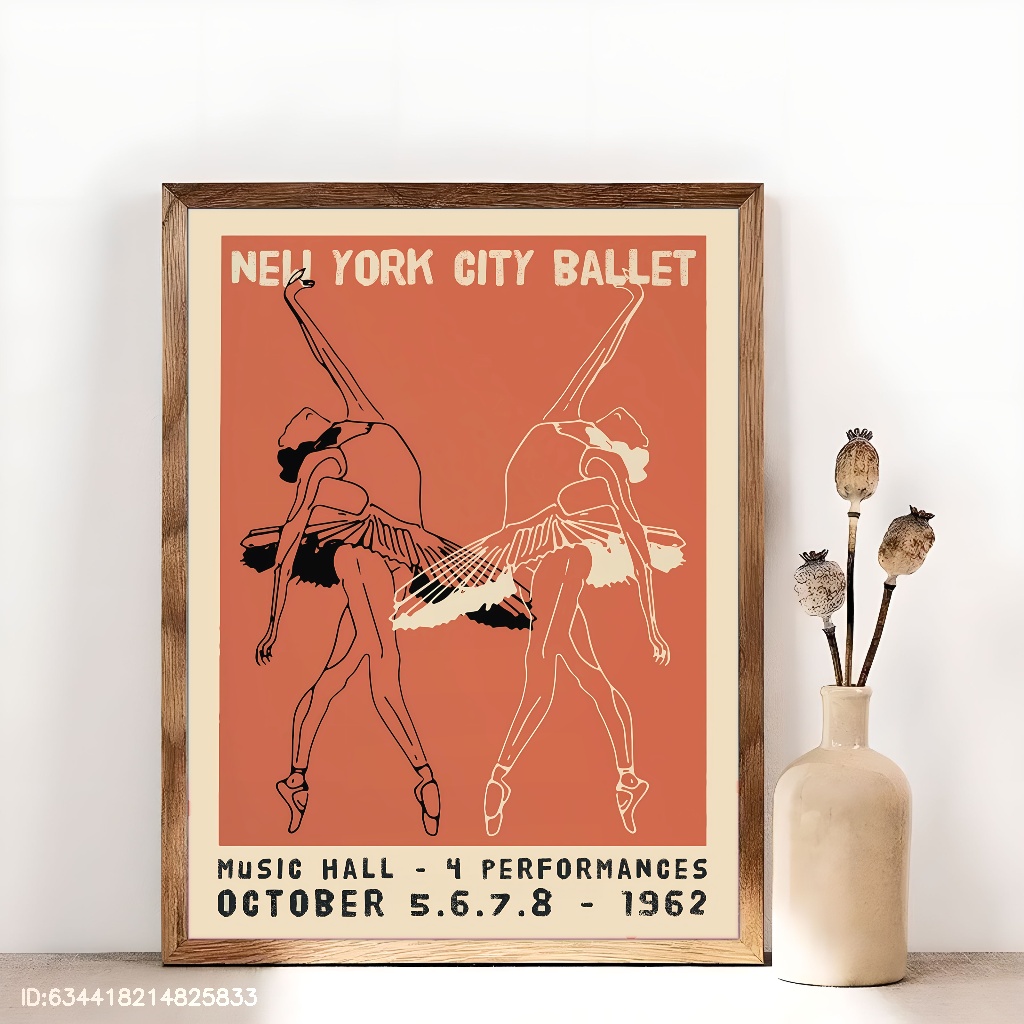 NEW YORK CITY BALLET
MUSIC HALL - 4 PERFORMANCES
OCTOBER 5.6.7.8 - 1962
ID:634418214825833